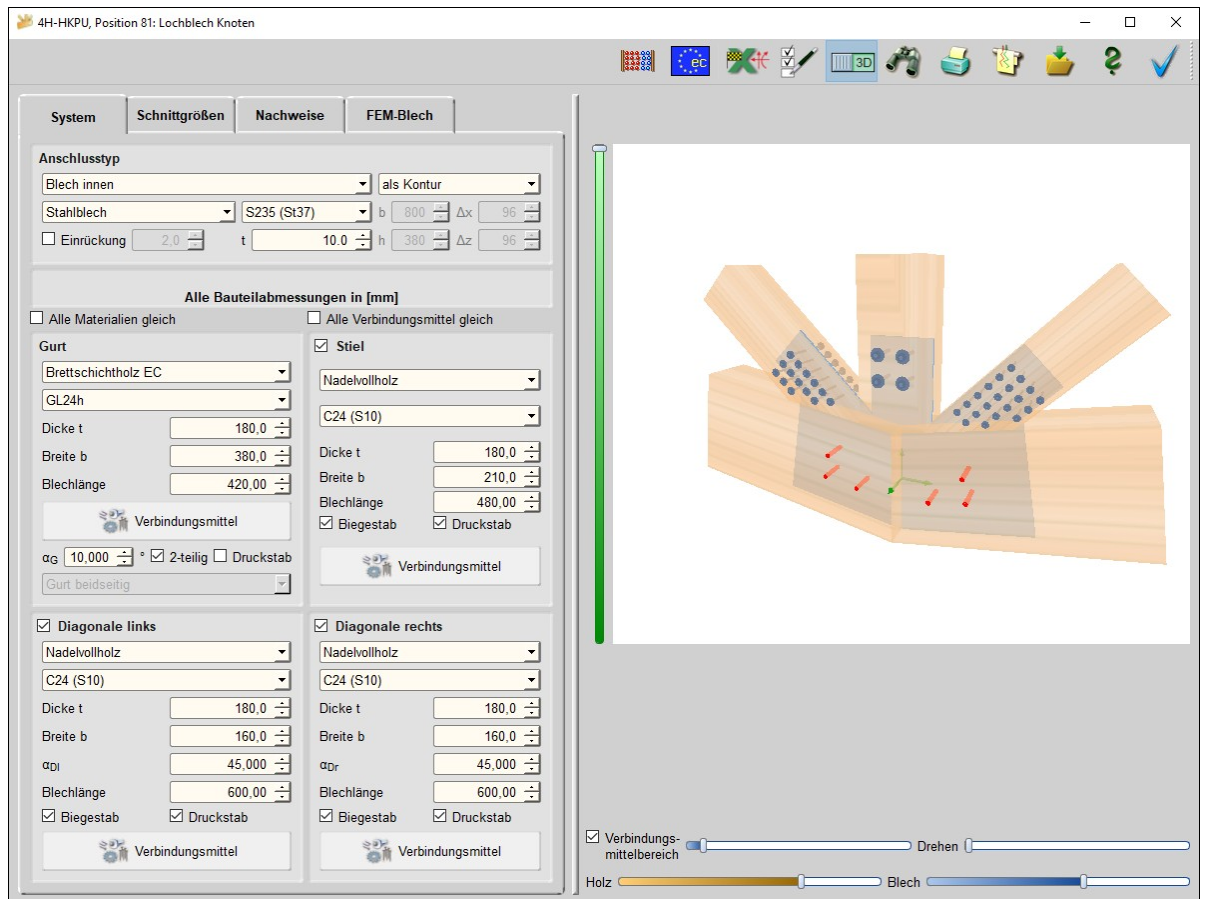 4H-HKPU, Position 81: Lochblech Knoten
ec
3D
System Schnittgrößen Nachweise FEM-Blech
Anschlusstyp
Blech innen als Kontur
Stahlblech S235 (St37) b 800 Δx 96
Einrückung 2,0 t 10.0 h 380 Δz 96
Alle Bauteilabmessungen in [mm]
Alle Materialien gleich Alle Verbindungsmittel gleich
Gurt
Brettschichtholz EC
GL24h
Dicke t 180,0
Breite b 380,0
Blechlänge 420,00
Verbindungsmittel
αG 10,000 ° 2-teilig Druckstab
Gurt beidseitig
Stiel
Nadelvollholz
C24 (S10)
Dicke t 180,0
Breite b 210,0
Blechlänge 480,00
Biegestab Druckstab
Verbindungsmittel
Diagonale links
Nadelvollholz
C24 (S10)
Dicke t 180,0
Breite b 160,0
αDl 45,000
Blechlänge 600,00
Biegestab Druckstab
Verbindungsmittel
Diagonale rechts
Nadelvollholz
C24 (S10)
Dicke t 180,0
Breite b 160,0
αDr 45,000
Blechlänge 600,00
Biegestab Druckstab
Verbindungsmittel
Verbindungs-
mittelbereich
Drehen
Holz Blech